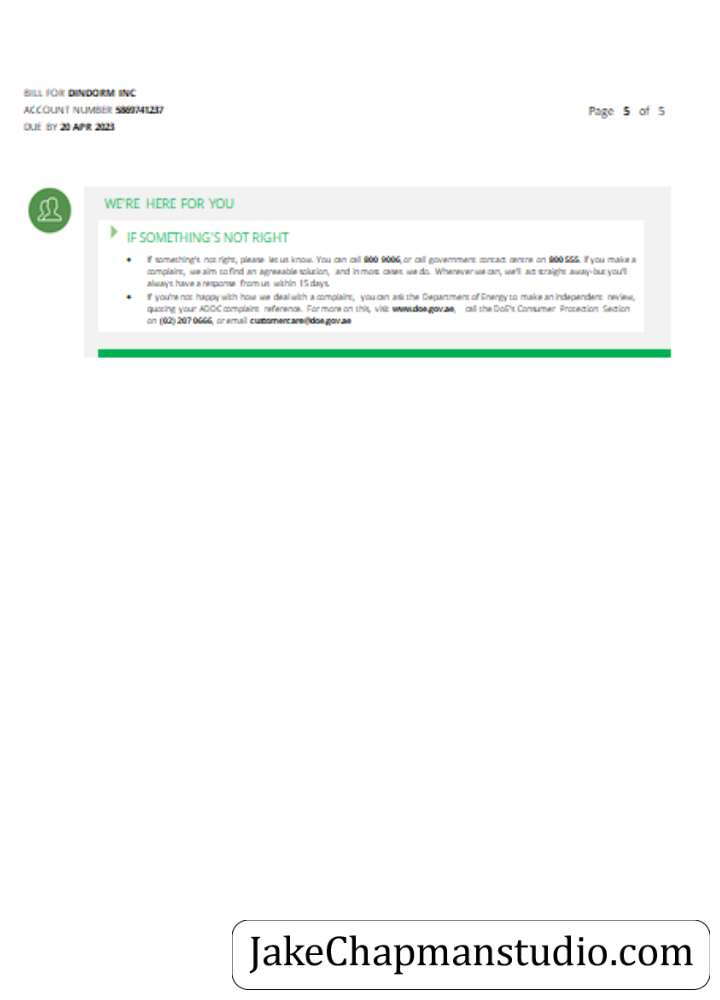 BILL FOR DINDORM INC
ACCOUNT NUMBER 5869741237
DUE BY 20 APR 2023
Page 5 of 5
WE'RE HERE FOR YOU
IF SOMETHING'S NOT RIGHT
• If something's not right, please let us know. You can call 800 9006, or call government contact centre on 800 555. If you make a
complaint, we aim to find an agreeable solution, and in most cases we do. Wherever we can, we'll act straight away-but you'll
always have a response from us within 15 days.
• If you're not happy with how we deal with a complaint, you can ask the Department of Energy to make an independent review,
quoting your ADDC complaint reference. For more on this, visit www.doe.gov.ae, call the DoE's Consumer Protection Section
on (02) 207 0666, or email customercare@doe.gov.ae
JakeChapmanstudio.com